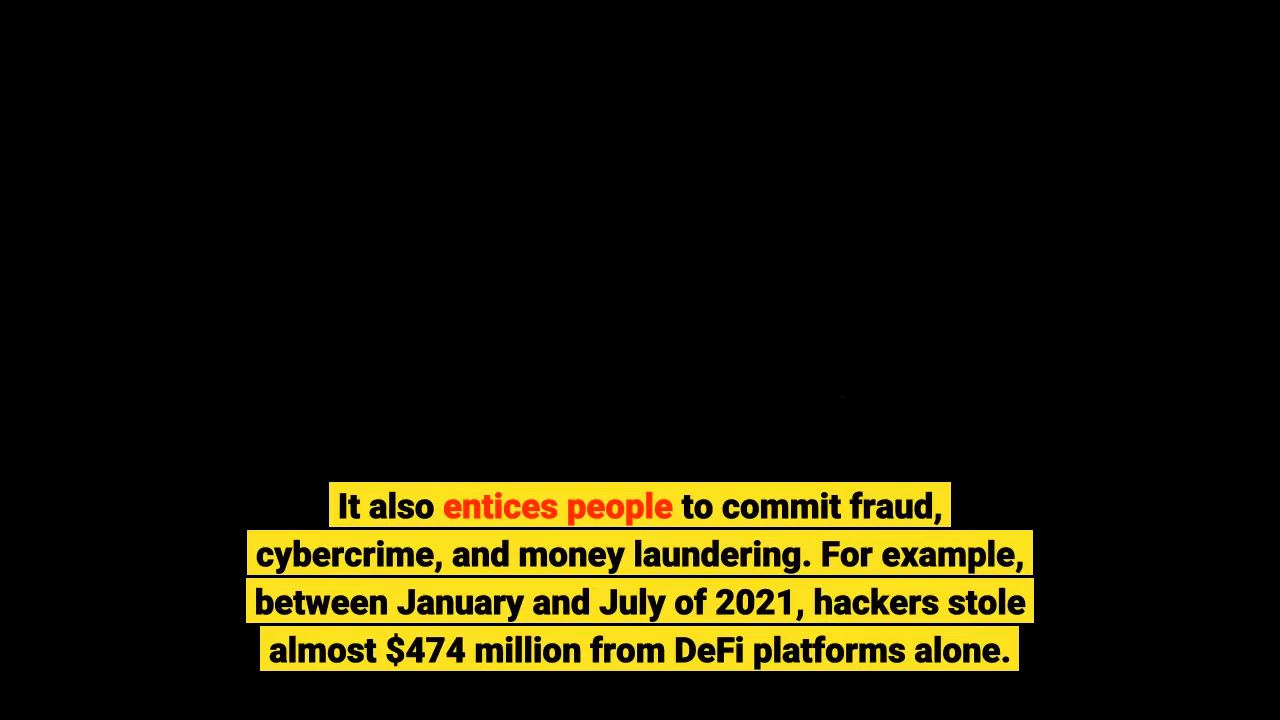 It also entices people to commit fraud,
cybercrime, and money laundering. For example,
between January and July of 2021, hackers stole
almost $474 million from DeFi platforms alone.